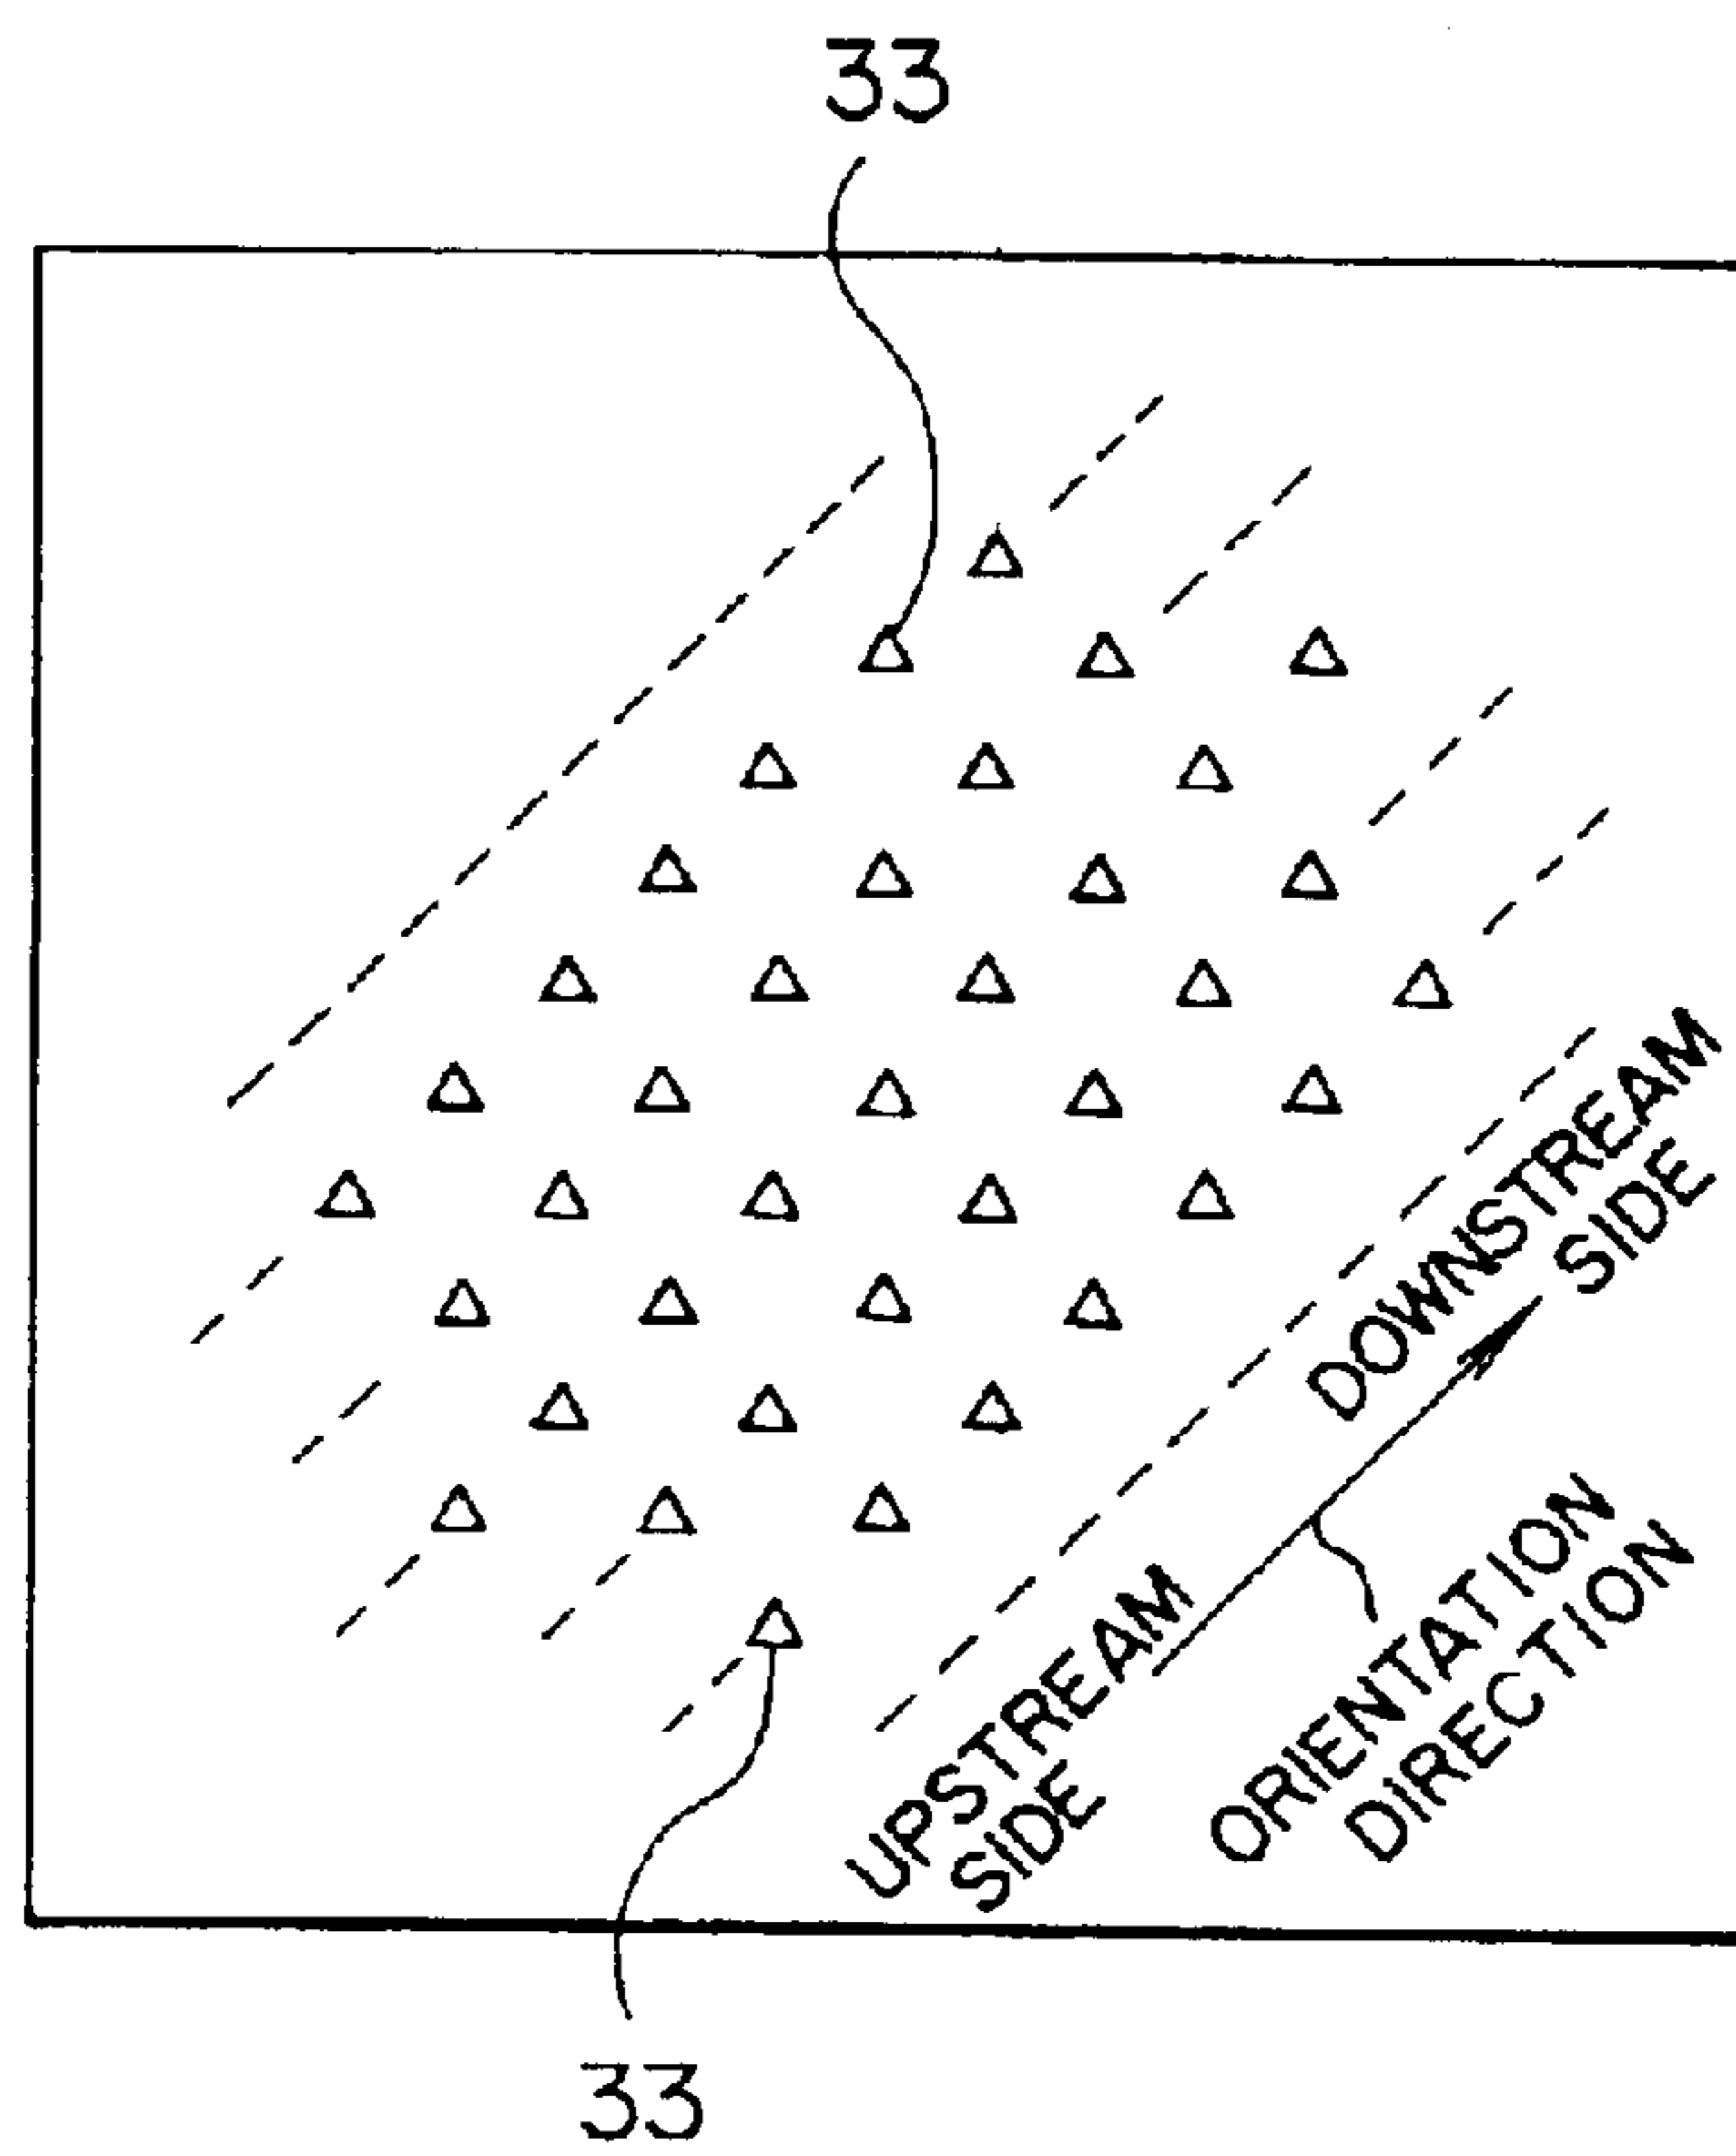 33
DOWNSTREAM
SIDE
UPSTREAM
SIDE
ORIENTATION
DIRECTION
33